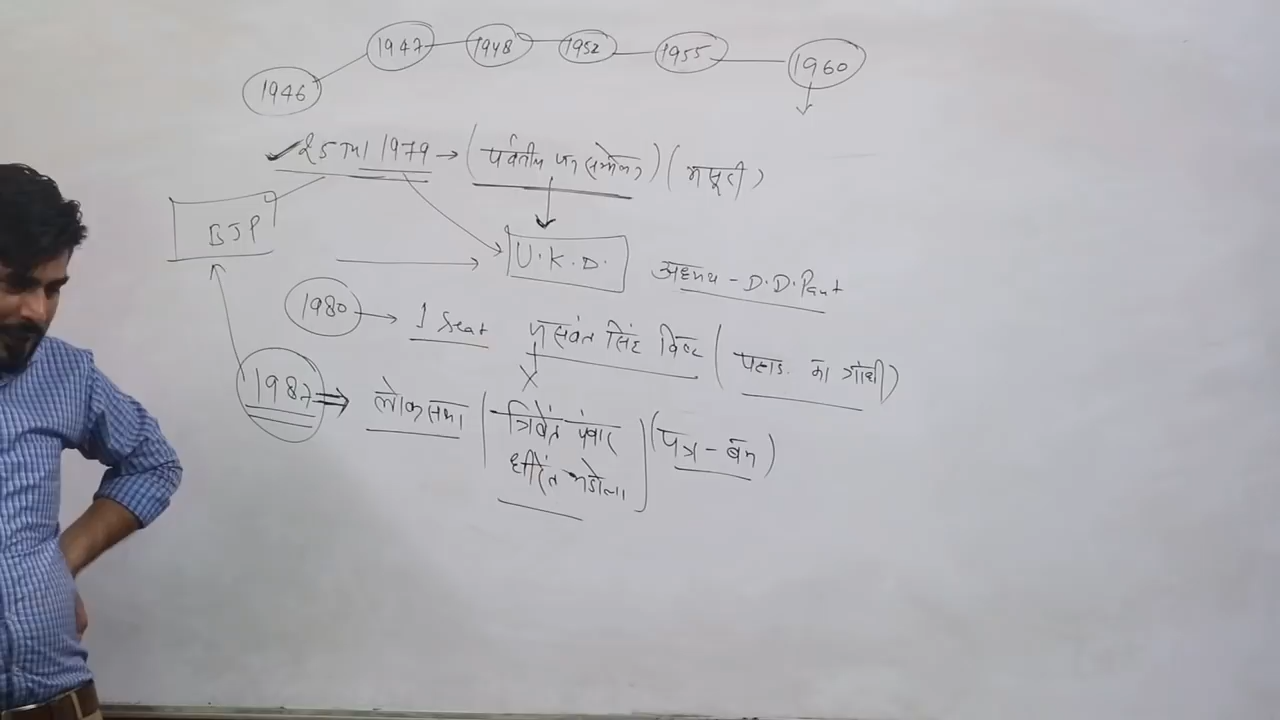 1946 1947 1948 1952 1955 1960
25 1979 → (पर्वतीय जन सम्मेलन) (मसूरी)
BJP
U.K.D. अध्यक्ष - D.D. Pant
1980 → 1 Seat जसवंत सिंह बिष्ट (पहाड़ का गाँधी)
1987 ⇒ लोकसभा (त्रिवेंद्र पंवार
धीरेंद्र भडोला) (पत्र - बम)